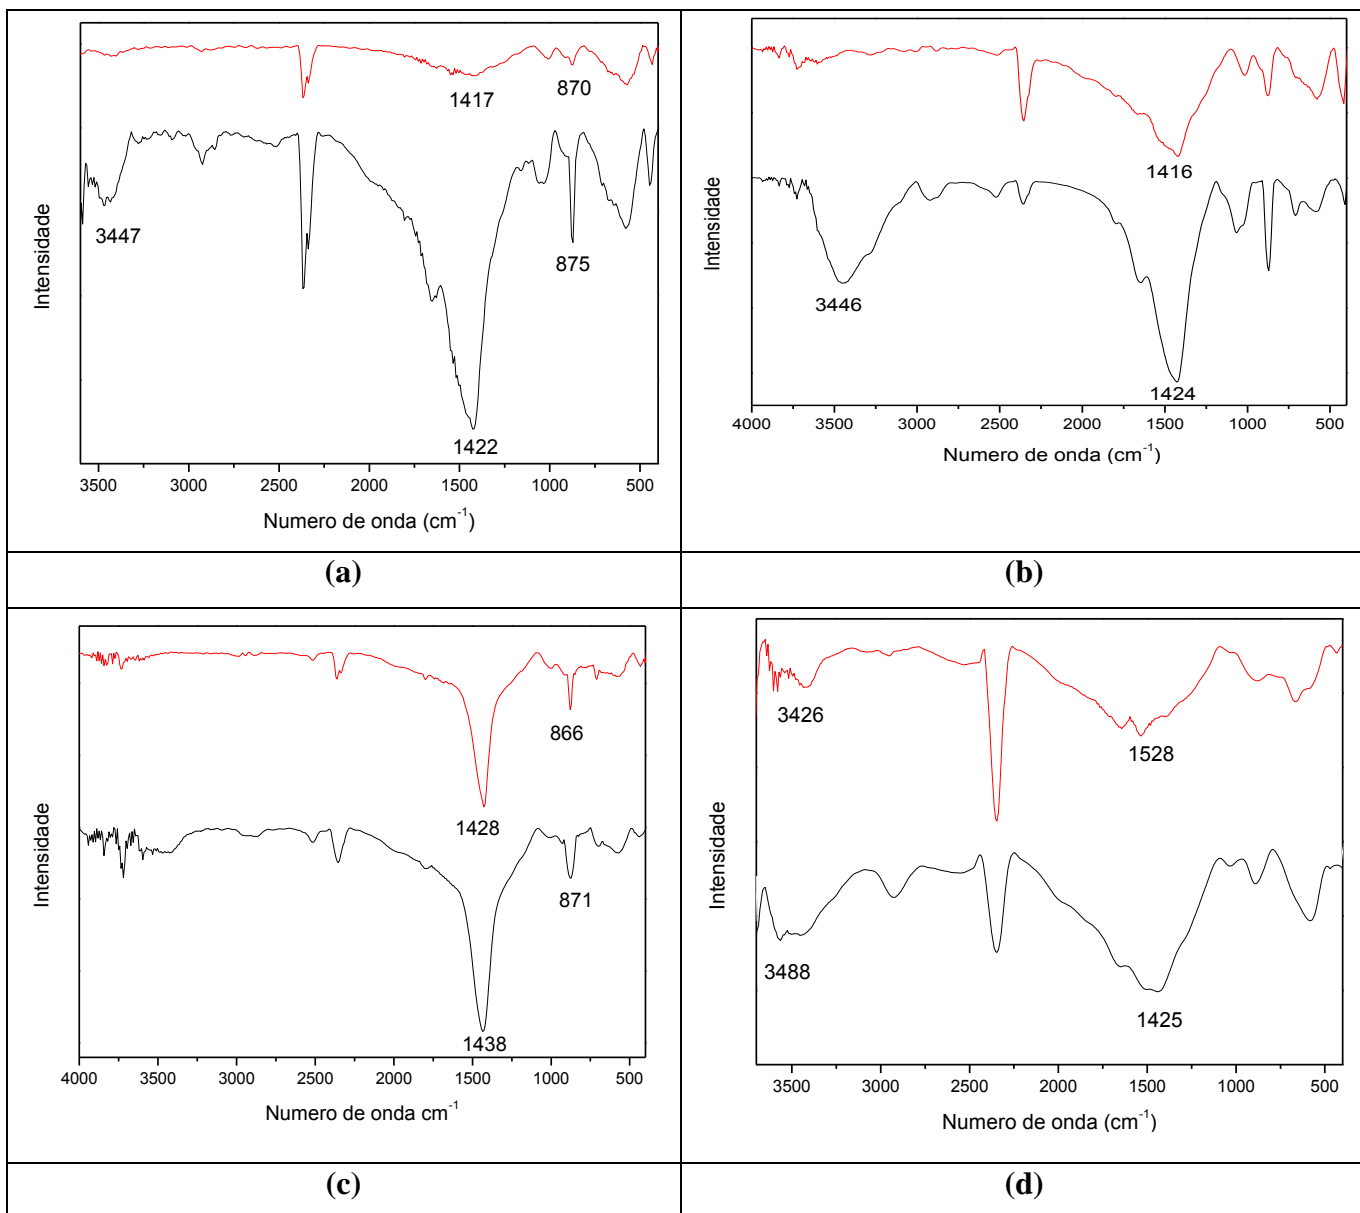 Intensidade
1417
870
3447
875
1422
3500 3000 2500 2000 1500 1000 500
Numero de onda (cm-1)
(a)
Intensidade
1416
3446
1424
4000 3500 3000 2500 2000 1500 1000 500
Numero de onda (cm-1)
(b)
Intensidade
866
1428
871
1438
4000 3500 3000 2500 2000 1500 1000 500
Numero de onda cm-1
(c)
Intensidade
3426
1528
3488
1425
3500 3000 2500 2000 1500 1000 500
Numero de onda (cm-1)
(d)